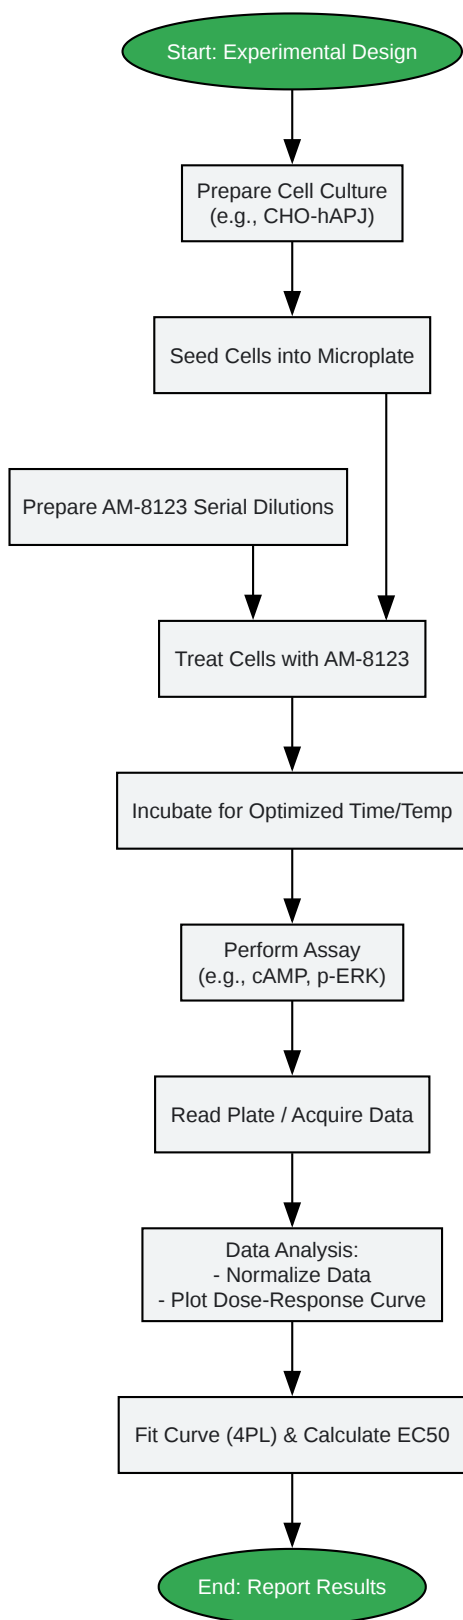 Start: Experimental Design
Prepare Cell Culture
(e.g., CHO-hAPJ)
Seed Cells into Microplate
Prepare AM-8123 Serial Dilutions
Treat Cells with AM-8123
Incubate for Optimized Time/Temp
Perform Assay
(e.g., cAMP, p-ERK)
Read Plate / Acquire Data
Data Analysis:
- Normalize Data
- Plot Dose-Response Curve
Fit Curve (4PL) & Calculate EC50
End: Report Results